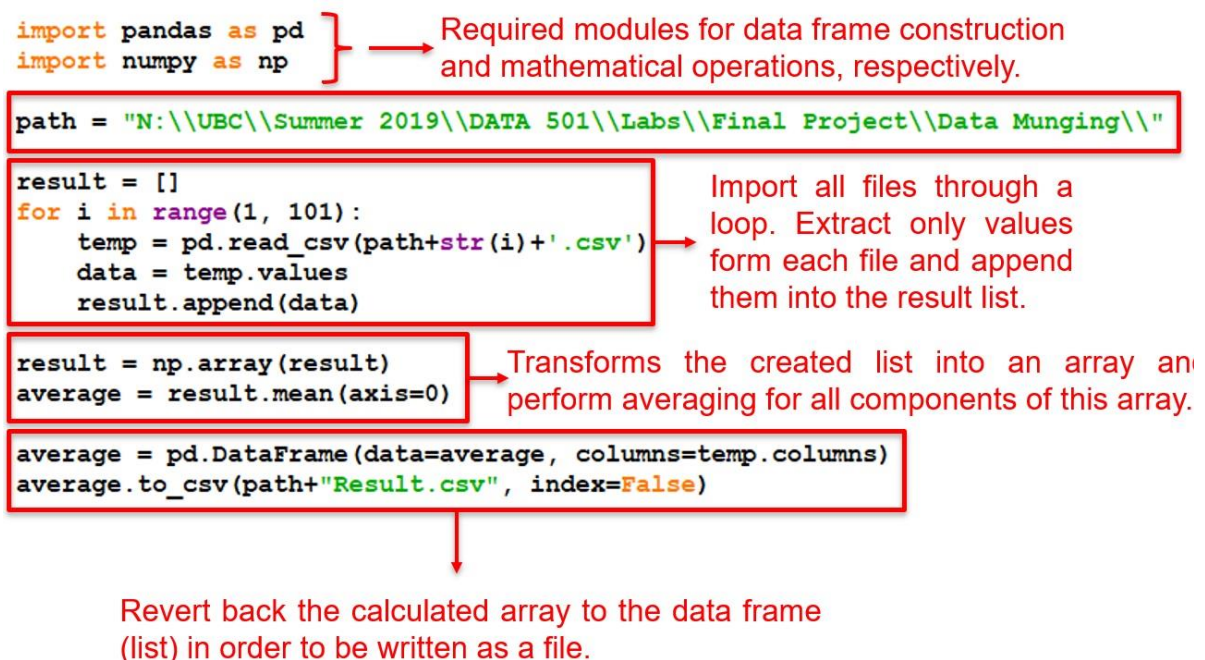 import pandas as pd
import numpy as np
Required modules for data frame construction
and mathematical operations, respectively.
path = "N:\\UBC\\Summer 2019\\DATA 501\\Labs\\Final Project\\Data Munging\\"
result = []
for i in range(1, 101):
    temp = pd.read_csv(path+str(i)+'.csv')
    data = temp.values
    result.append(data)
Import all files through a
loop. Extract only values
form each file and append
them into the result list.
result = np.array(result)
average = result.mean(axis=0)
Transforms the created list into an array an
perform averaging for all components of this array.
average = pd.DataFrame(data=average, columns=temp.columns)
average.to_csv(path+"Result.csv", index=False)
Revert back the calculated array to the data frame
(list) in order to be written as a file.